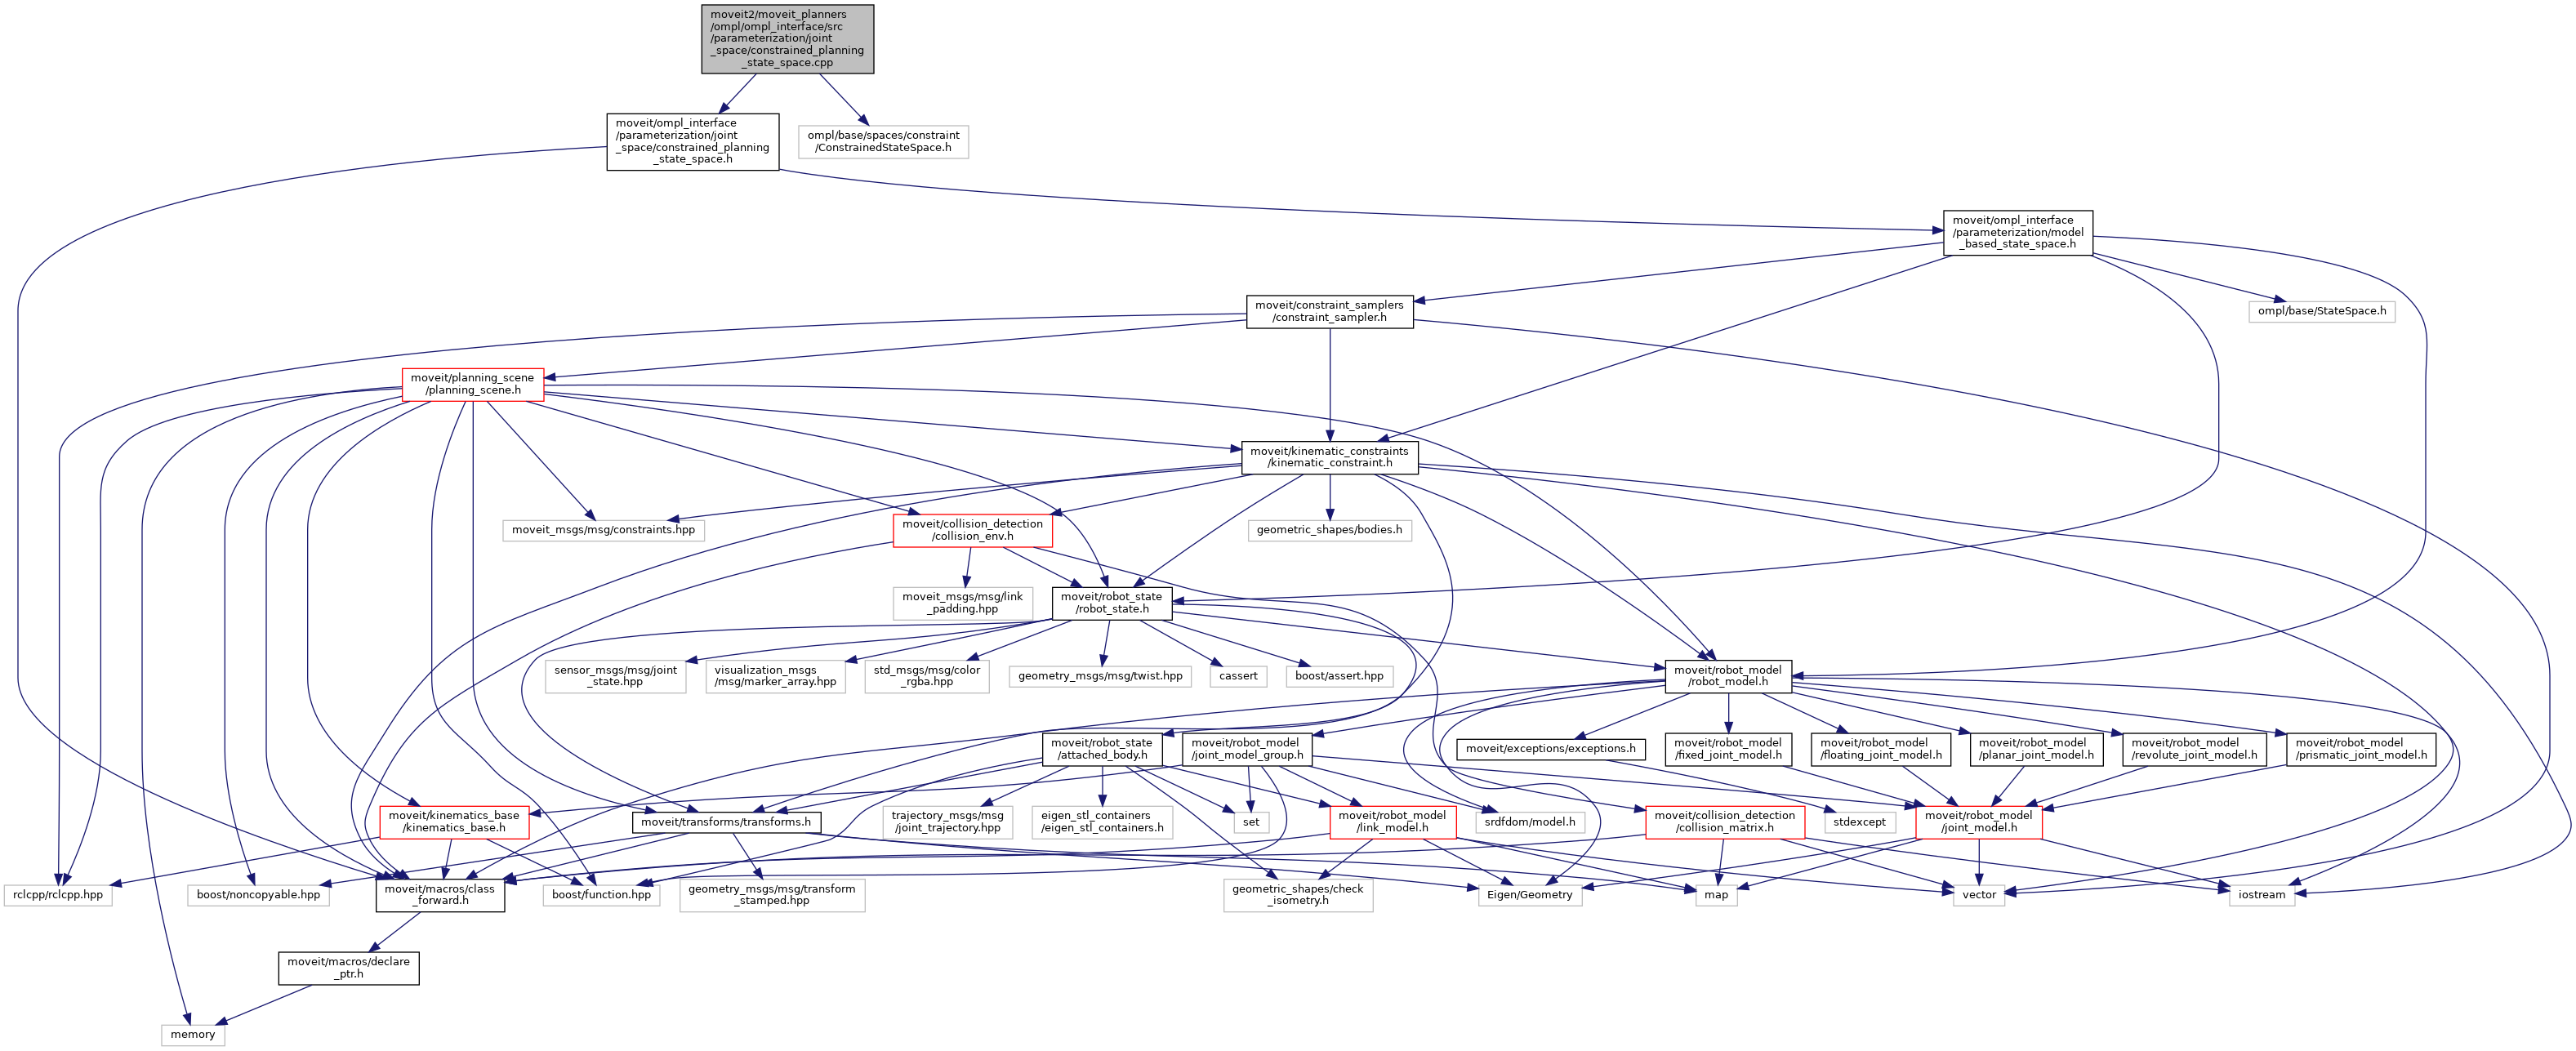 moveit2/moveit_planners
/ompl/ompl_interface/src
/parameterization/joint
_space/constrained_planning
_state_space.cpp
moveit/ompl_interface
/parameterization/joint
_space/constrained_planning
_state_space.h
ompl/base/spaces/constraint
/ConstrainedStateSpace.h
moveit/ompl_interface
/parameterization/model
_based_state_space.h
moveit/constraint_samplers
/constraint_sampler.h
ompl/base/StateSpace.h
moveit/planning_scene
/planning_scene.h
moveit/kinematic_constraints
/kinematic_constraint.h
moveit_msgs/msg/constraints.hpp
moveit/collision_detection
/collision_env.h
geometric_shapes/bodies.h
moveit_msgs/msg/link
_padding.hpp
moveit/robot_state
/robot_state.h
sensor_msgs/msg/joint
_state.hpp
visualization_msgs
/msg/marker_array.hpp
std_msgs/msg/color
_rgba.hpp
geometry_msgs/msg/twist.hpp
cassert
boost/assert.hpp
moveit/robot_model
/robot_model.h
moveit/robot_state
/attached_body.h
moveit/robot_model
/joint_model_group.h
moveit/exceptions/exceptions.h
moveit/robot_model
/fixed_joint_model.h
moveit/robot_model
/floating_joint_model.h
moveit/robot_model
/planar_joint_model.h
moveit/robot_model
/revolute_joint_model.h
moveit/robot_model
/prismatic_joint_model.h
moveit/kinematics_base
/kinematics_base.h
moveit/transforms/transforms.h
trajectory_msgs/msg
/joint_trajectory.hpp
eigen_stl_containers
/eigen_stl_containers.h
set
moveit/robot_model
/link_model.h
srdfdom/model.h
moveit/collision_detection
/collision_matrix.h
stdexcept
moveit/robot_model
/joint_model.h
rclcpp/rclcpp.hpp
boost/noncopyable.hpp
moveit/macros/class
_forward.h
boost/function.hpp
geometry_msgs/msg/transform
_stamped.hpp
geometric_shapes/check
_isometry.h
Eigen/Geometry
map
vector
iostream
moveit/macros/declare
_ptr.h
memory